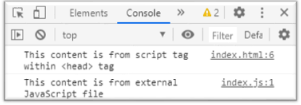 Elements Console » 2
top Filter Defa
This content is from script tag index.html:6
within <head> tag
This content is from external index.js:1
JavaScript file